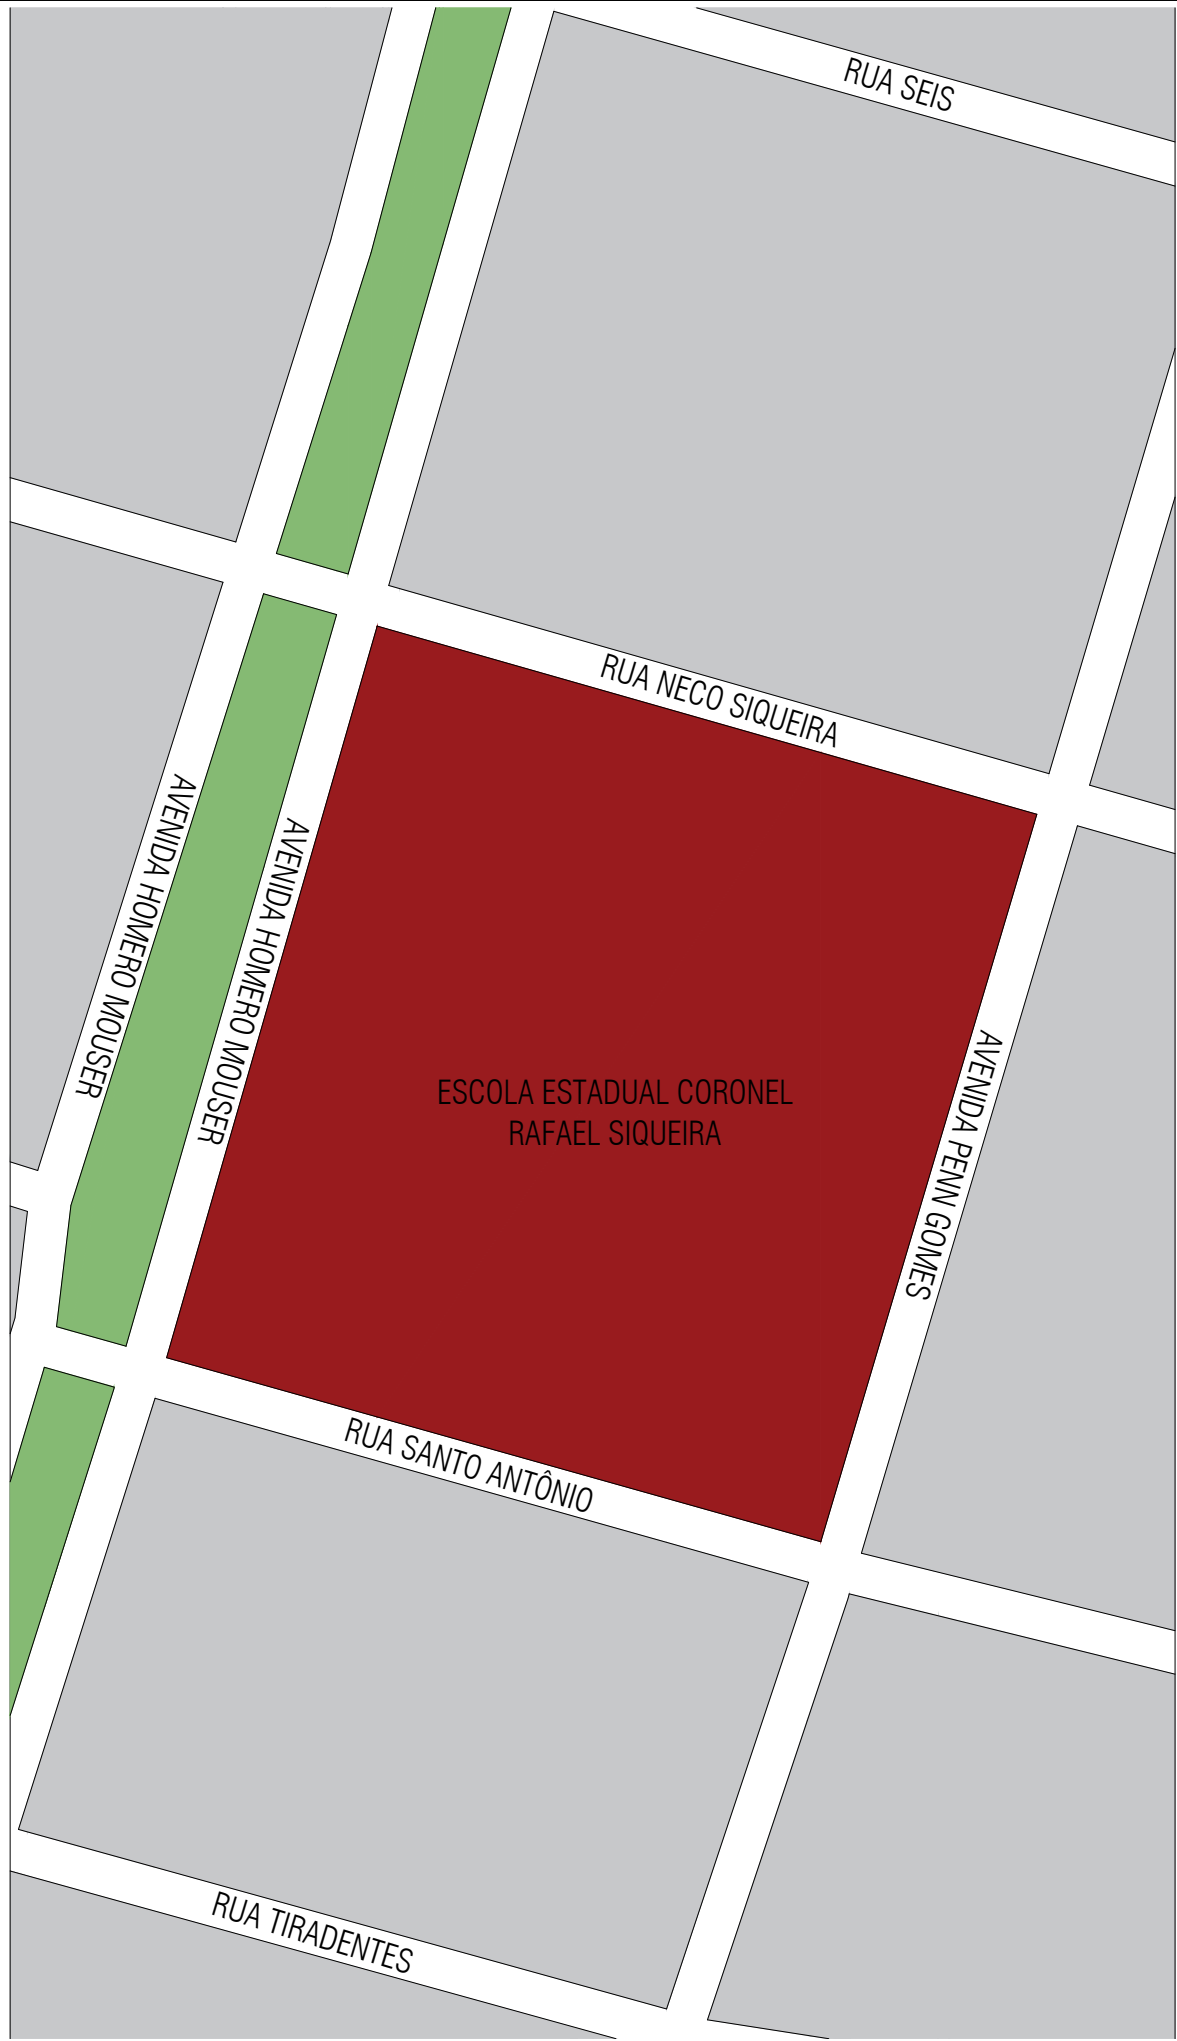 RUA SEIS
RUA NECO SIQUEIRA
AVENIDA HOMERO MOUSER
AVENIDA HOMERO MOUSER
ESCOLA ESTADUAL CORONEL
RAFAEL SIQUEIRA
AVENIDA PENN GOMES
RUA SANTO ANTÔNIO
RUA TIRADENTES